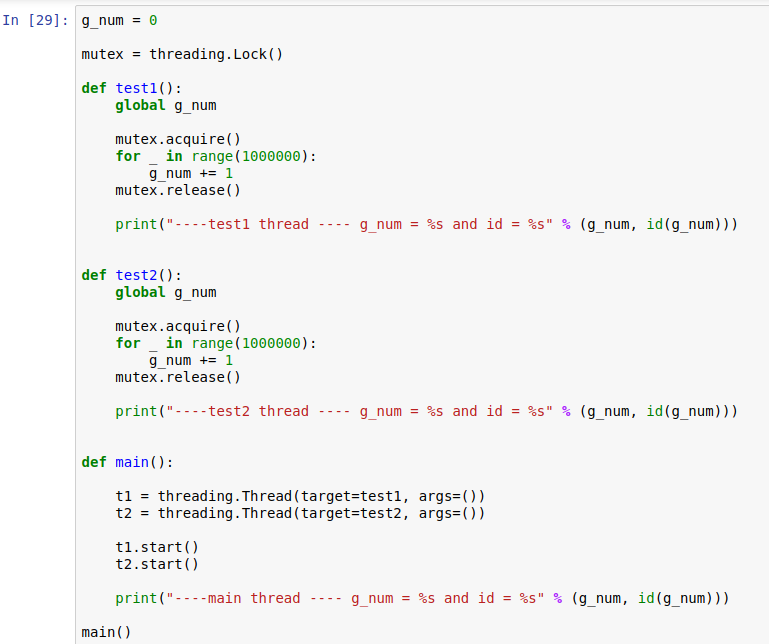 In [29]: g_num = 0
mutex = threading.Lock()
def test1():
    global g_num
    mutex.acquire()
    for _ in range(1000000):
        g_num += 1
    mutex.release()
    print("----test1 thread ---- g_num = %s and id = %s" % (g_num, id(g_num)))
def test2():
    global g_num
    mutex.acquire()
    for _ in range(1000000):
        g_num += 1
    mutex.release()
    print("----test2 thread ---- g_num = %s and id = %s" % (g_num, id(g_num)))
def main():
    t1 = threading.Thread(target=test1, args=())
    t2 = threading.Thread(target=test2, args=())
    t1.start()
    t2.start()
    print("----main thread ---- g_num = %s and id = %s" % (g_num, id(g_num)))
main()